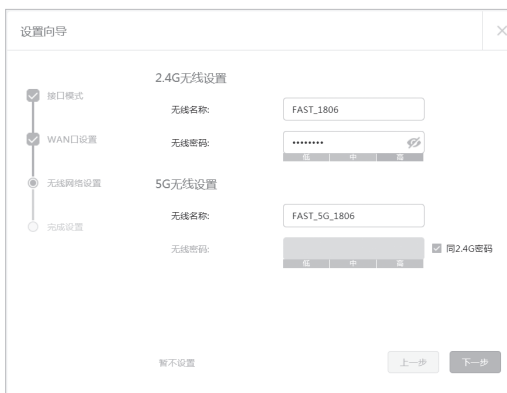 设置向导
接口模式
WAN口设置
无线网络设置
完成设置
2.4G无线设置
无线名称: FAST_1806
无线密码: ••••••••
低 中 高
5G无线设置
无线名称: FAST_5G_1806
无线密码: 同2.4G密码
低 中 高
暂不设置 上一步 下一步